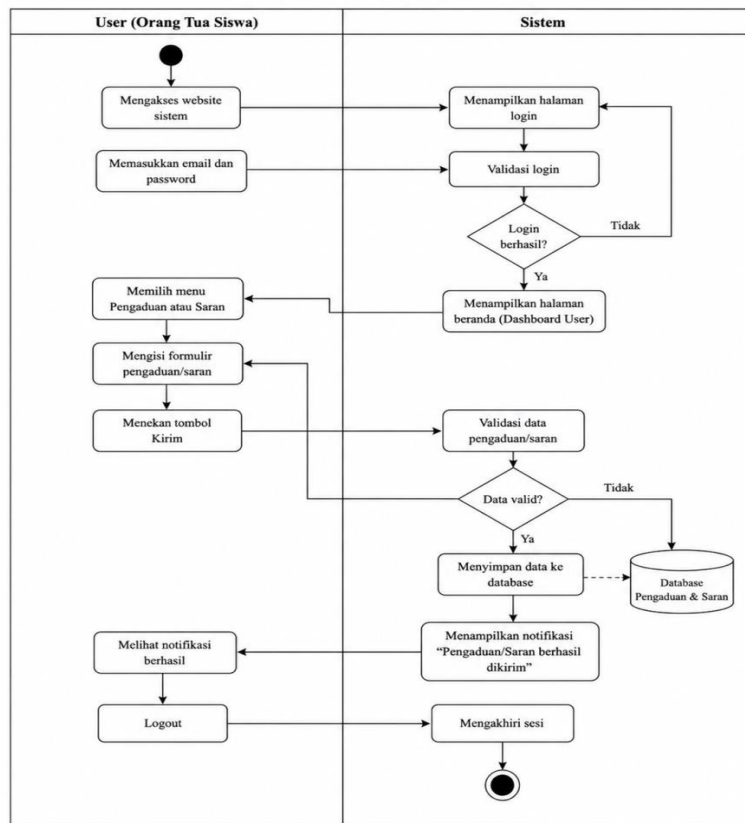 User (Orang Tua Siswa)
Sistem
Mengakses website
sistem
Menampilkan halaman
login
Memasukkan email dan
password
Validasi login
Login
berhasil?
Tidak
Ya
Memilih menu
Pengaduan atau Saran
Menampilkan halaman
beranda (Dashboard User)
Mengisi formulir
pengaduan/saran
Menekan tombol
Kirim
Validasi data
pengaduan/saran
Data valid?
Tidak
Ya
Menyimpan data ke
database
Database
Pengaduan & Saran
Menampilkan notifikasi
“Pengaduan/Saran berhasil
dikirim”
Melihat notifikasi
berhasil
Logout
Mengakhiri sesi